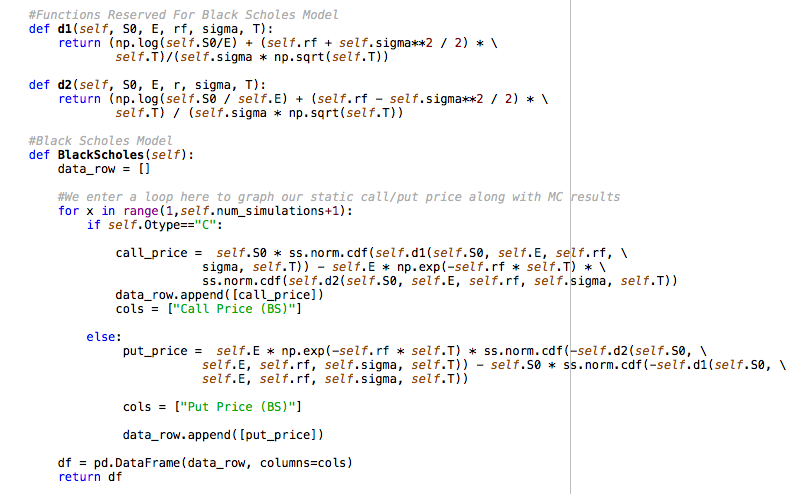 #Functions Reserved For Black Scholes Model
def d1(self, S0, E, rf, sigma, T):
return (np.log(self.S0/E) + (self.rf + self.sigma**2 / 2) * \
self.T)/(self.sigma * np.sqrt(self.T))
def d2(self, S0, E, r, sigma, T):
return (np.log(self.S0 / self.E) + (self.rf - self.sigma**2 / 2) * \
self.T) / (self.sigma * np.sqrt(self.T))
#Black Scholes Model
def BlackScholes(self):
data_row = []
#We enter a loop here to graph our static call/put price along with MC results
for x in range(1,self.num_simulations+1):
if self.Otype=="C":
call_price =  self.S0 * ss.norm.cdf(self.d1(self.S0, self.E, self.rf, \
sigma, self.T)) - self.E * np.exp(-self.rf * self.T) * \
ss.norm.cdf(self.d2(self.S0, self.E, self.rf, self.sigma, self.T))
data_row.append([call_price])
cols = ["Call Price (BS)"]
else:
put_price =  self.E * np.exp(-self.rf * self.T) * ss.norm.cdf(-self.d2(self.S0, \
self.E, self.rf, self.sigma, self.T)) - self.S0 * ss.norm.cdf(-self.d1(self.S0, \
self.E, self.rf, self.sigma, self.T))
cols = ["Put Price (BS)"]
data_row.append([put_price])
df = pd.DataFrame(data_row, columns=cols)
return df